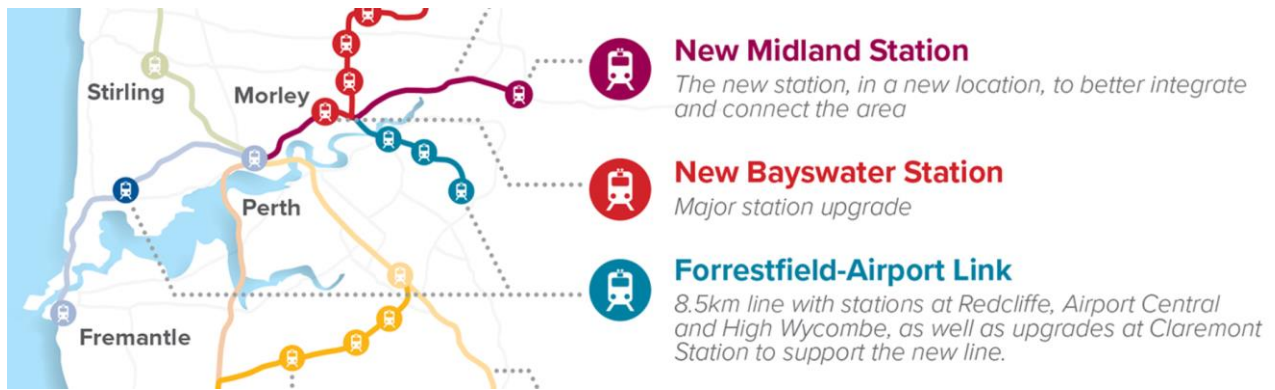 Stirling
Morley
Perth
Fremantle
New Midland Station
The new station, in a new location, to better integrate
and connect the area
New Bayswater Station
Major station upgrade
Forrestfield-Airport Link
8.5km line with stations at Redcliffe, Airport Central
and High Wycombe, as well as upgrades at Claremont
Station to support the new line.